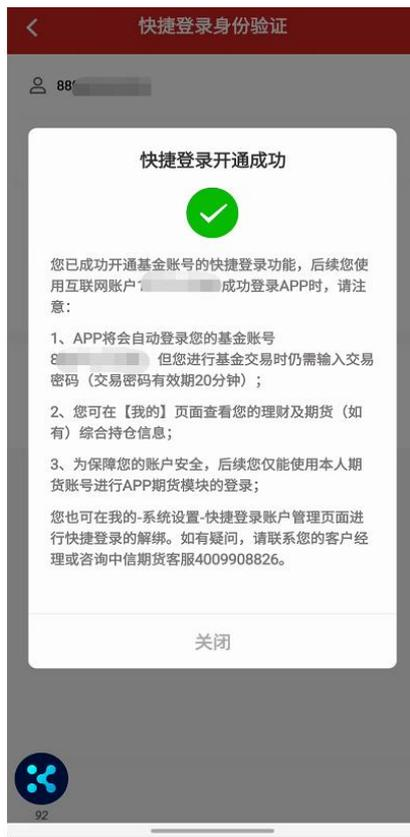 快捷登录身份验证
88
快捷登录开通成功
您已成功开通基金账号的快捷登录功能，后续您使
用互联网账户1 成功登录APP时，请注
意：
1、APP将会自动登录您的基金账号
8 但您进行基金交易时仍需输入交易
密码（交易密码有效期20分钟）；
2、您可在【我的】页面查看您的理财及期货（如
有）综合持仓信息；
3、为保障您的账户安全，后续您仅能使用本人期
货账号进行APP期货模块的登录；
您也可在我的-系统设置-快捷登录账户管理页面进
行快捷登录的解绑。如有疑问，请联系您的客户经
理或咨询中信期货客服4009908826。
关闭
92